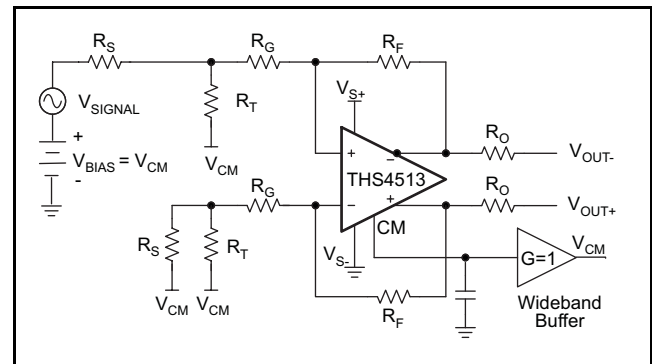 R_S
R_G
R_F
V_SIGNAL
R_T
V_S+
+
V_BIAS = V_CM
-
V_CM
+
-
THS4513
R_O
V_OUT-
R_G
-
+
R_O
V_OUT+
CM
R_S
R_T
V_S-
V_CM
V_CM
R_F
G=1
V_CM
Wideband
Buffer